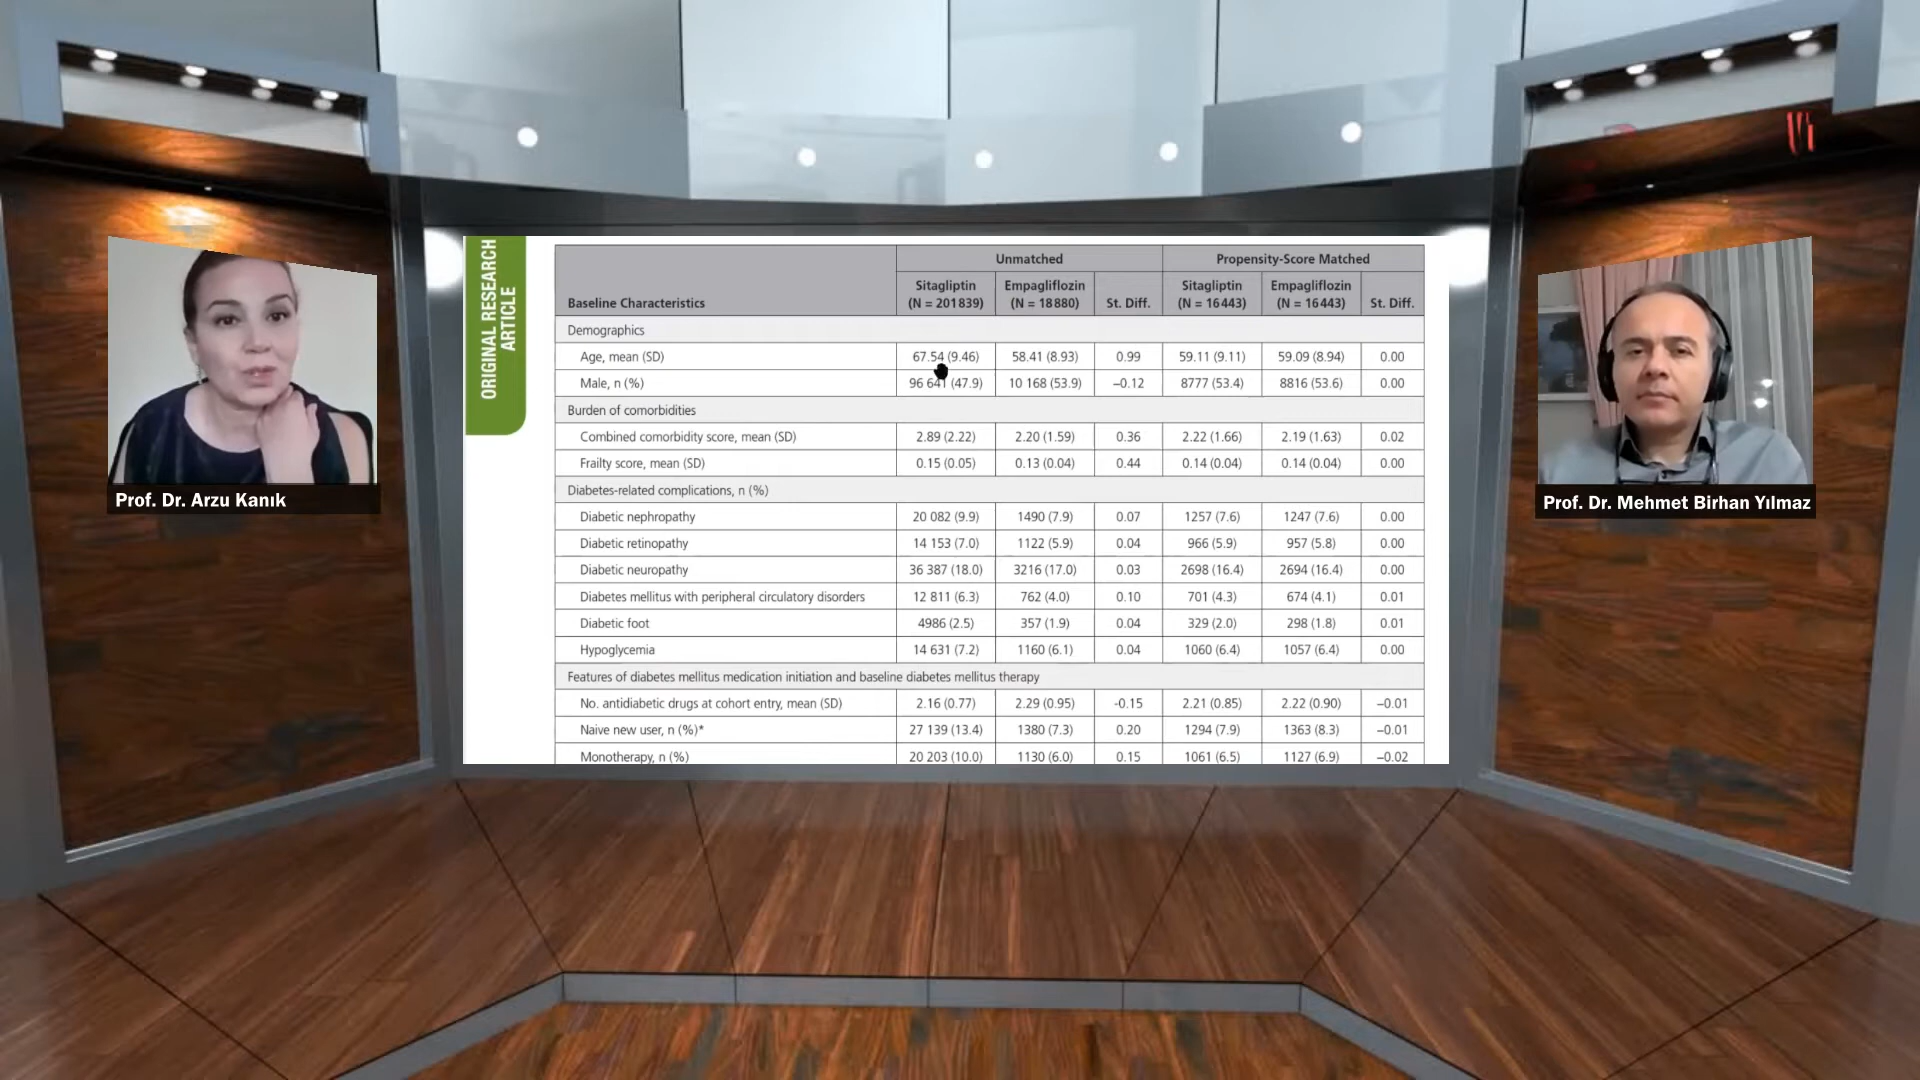 ORIGINAL RESEARCH
ARTICLE
Unmatched Propensity-Score Matched
Baseline Characteristics Sitagliptin (N = 201 839) Empagliflozin (N = 18 880) St. Diff. Sitagliptin (N = 16 443) Empagliflozin (N = 16 443) St. Diff.
Demographics
Age, mean (SD) 67.54 (9.46) 58.41 (8.93) 0.99 59.11 (9.11) 59.09 (8.94) 0.00
Male, n (%) 96 641 (47.9) 10 168 (53.9) –0.12 8777 (53.4) 8816 (53.6) 0.00
Burden of comorbidities
Combined comorbidity score, mean (SD) 2.89 (2.22) 2.20 (1.59) 0.36 2.22 (1.66) 2.19 (1.63) 0.02
Frailty score, mean (SD) 0.15 (0.05) 0.13 (0.04) 0.44 0.14 (0.04) 0.14 (0.04) 0.00
Diabetes-related complications, n (%)
Diabetic nephropathy 20 082 (9.9) 1490 (7.9) 0.07 1257 (7.6) 1247 (7.6) 0.00
Diabetic retinopathy 14 153 (7.0) 1122 (5.9) 0.04 966 (5.9) 957 (5.8) 0.00
Diabetic neuropathy 36 387 (18.0) 3216 (17.0) 0.03 2698 (16.4) 2694 (16.4) 0.00
Diabetes mellitus with peripheral circulatory disorders 12 811 (6.3) 762 (4.0) 0.10 701 (4.3) 674 (4.1) 0.01
Diabetic foot 4986 (2.5) 357 (1.9) 0.04 329 (2.0) 298 (1.8) 0.01
Hypoglycemia 14 631 (7.2) 1160 (6.1) 0.04 1060 (6.4) 1057 (6.4) 0.00
Features of diabetes mellitus medication initiation and baseline diabetes mellitus therapy
No. antidiabetic drugs at cohort entry, mean (SD) 2.16 (0.77) 2.29 (0.95) -0.15 2.21 (0.85) 2.22 (0.90) –0.01
Naive new user, n (%)* 27 139 (13.4) 1380 (7.3) 0.20 1294 (7.9) 1363 (8.3) –0.01
Monotherapy, n (%) 20 203 (10.0) 1130 (6.0) 0.15 1061 (6.5) 1127 (6.9) –0.02
Prof. Dr. Arzu Kanık
Prof. Dr. Mehmet Birhan Yılmaz